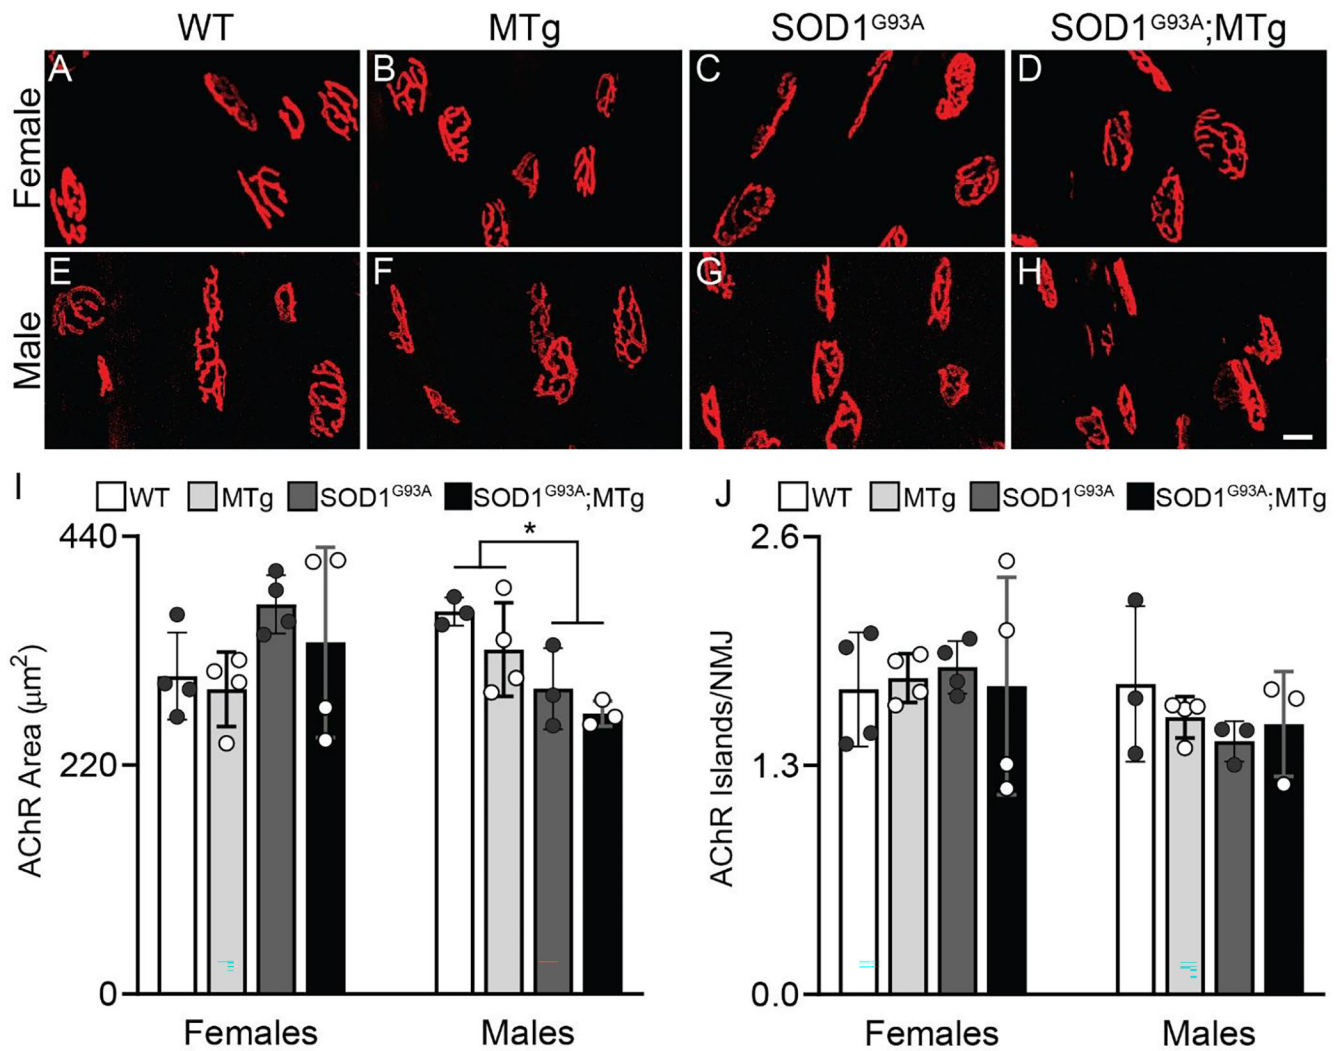 WT MTg SOD1G93A SOD1G93A;MTg
Female
A B C D
Male
E F G H
I
WT MTg SOD1G93A SOD1G93A;MTg
440
220
0
AChR Area (μm2)
*
Females Males
J
WT MTg SOD1G93A SOD1G93A;MTg
2.6
1.3
0.0
AChR Islands/NMJ
Females Males